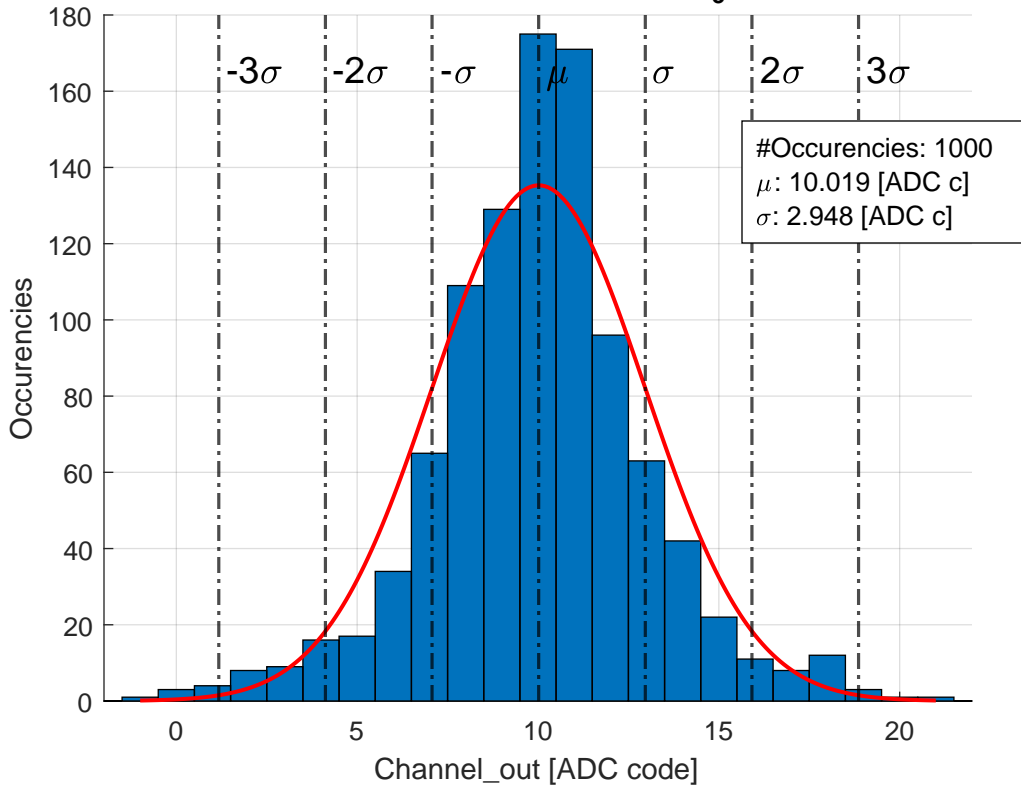 180
160
140
120
100
80
60
40
20
0
Occurencies
-3σ
-2σ
-σ
μ
σ
2σ
3σ
#Occurencies: 1000
μ: 10.019 [ADC c]
σ: 2.948 [ADC c]
0
5
10
15
20
Channel_out [ADC code]